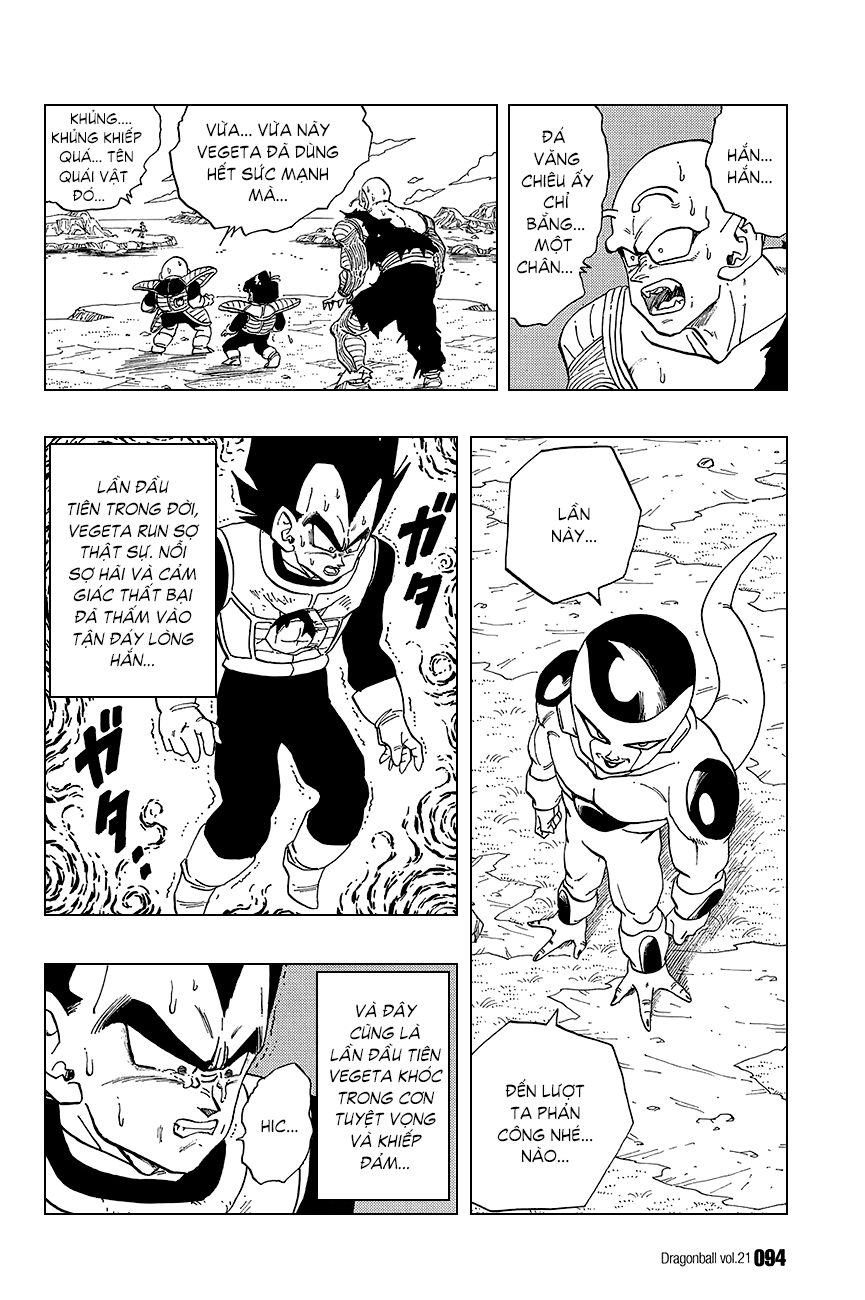 HẮN...
HẮN...
ĐÁ
VĂNG
CHIÊU ẤY
CHỈ
BẰNG...
MỘT
CHÂN...
VỪA... VỪA NÃY
VEGETA ĐÃ DÙNG
HẾT SỨC MẠNH
MÀ...
KHỦNG....
KHỦNG KHIẾP
QUÁ... TÊN
QUÁI VẬT
ĐÓ...
LẦN
NÀY...
ĐẾN LƯỢT
TA PHẢN
CÔNG NHÉ...
NÀO...
LẦN ĐẦU
TIÊN TRONG ĐỜI,
VEGETA RUN SỢ
THẬT SỰ. NỖI
SỢ HÃI VÀ CẢM
GIÁC THẤT BẠI
ĐÃ THẤM VÀO
TẬN ĐÁY LÒNG
HẮN...
ガタ
ガタ
VÀ ĐÂY
CŨNG LÀ
LẦN ĐẦU TIÊN
VEGETA KHÓC
TRONG CƠN
TUYỆT VỌNG
VÀ KHIẾP
ĐẢM...
HIC...
Dragonball vol.21 094